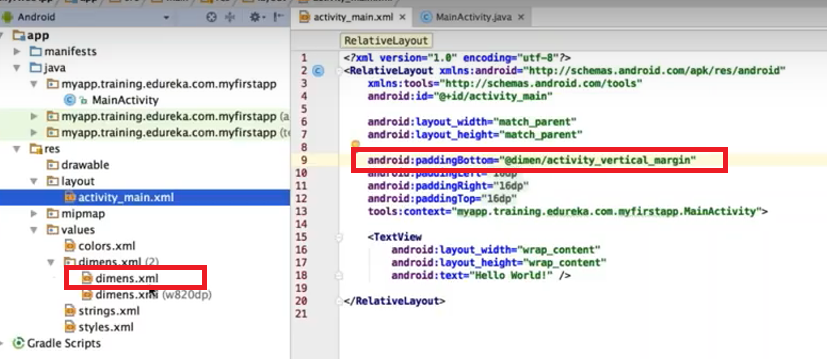 Android
app
manifests
java
myapp.training.edureka.com.myfirstapp
MainActivity
myapp.training.edureka.com.myfirstapp (a
myapp.training.edureka.com.myfirstapp (te
res
drawable
layout
activity_main.xml
mipmap
values
colors.xml
dimens.xml (2)
dimens.xml
dimens.xml (w820dp)
strings.xml
styles.xml
Gradle Scripts
activity_main.xml
MainActivity.java
RelativeLayout
1 <?xml version="1.0" encoding="utf-8"?>
2 <RelativeLayout xmlns:android="http://schemas.android.com/apk/res/android"
3 xmlns:tools="http://schemas.android.com/tools"
4 android:id="@+id/activity_main"
5
6 android:layout_width="match_parent"
7 android:layout_height="match_parent"
8
9 android:paddingBottom="@dimen/activity_vertical_margin"
10 android:paddingLeft="16dp"
11 android:paddingRight="16dp"
12 android:paddingTop="16dp"
13 tools:context="myapp.training.edureka.com.myfirstapp.MainActivity">
14
15 <TextView
16 android:layout_width="wrap_content"
17 android:layout_height="wrap_content"
18 android:text="Hello World!" />
19
20 </RelativeLayout>
21